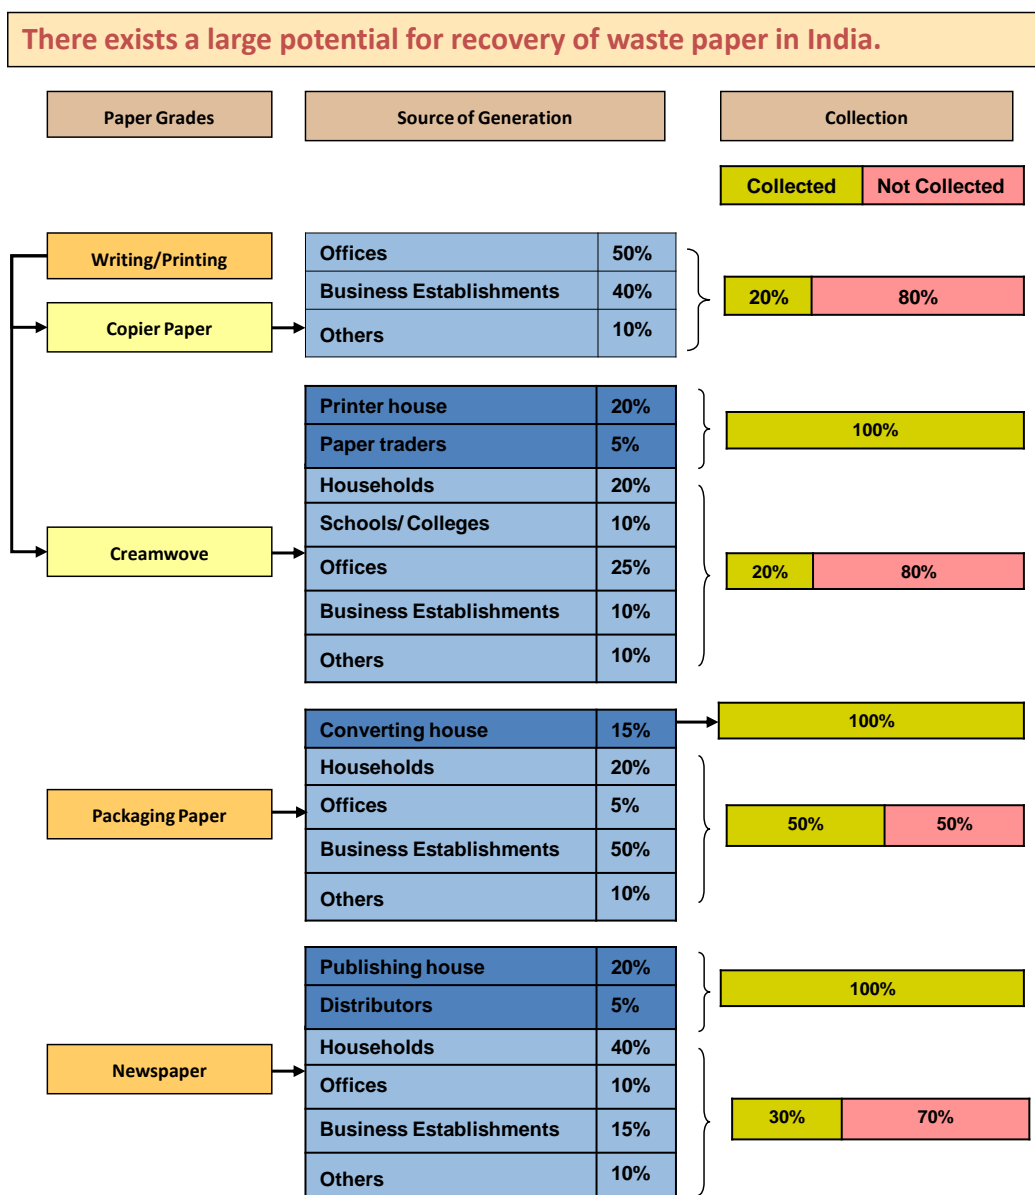 There exists a large potential for recovery of waste paper in India.
Paper Grades
Source of Generation
Collection
Collected
Not Collected
Writing/Printing
Copier Paper
Offices 50%
Business Establishments 40%
Others 10%
20% 80%
Creamwove
Printer house 20%
Paper traders 5%
100%
Households 20%
Schools/ Colleges 10%
Offices 25%
Business Establishments 10%
Others 10%
20% 80%
Packaging Paper
Converting house 15%
100%
Households 20%
Offices 5%
Business Establishments 50%
Others 10%
50% 50%
Newspaper
Publishing house 20%
Distributors 5%
100%
Households 40%
Offices 10%
Business Establishments 15%
Others 10%
30% 70%